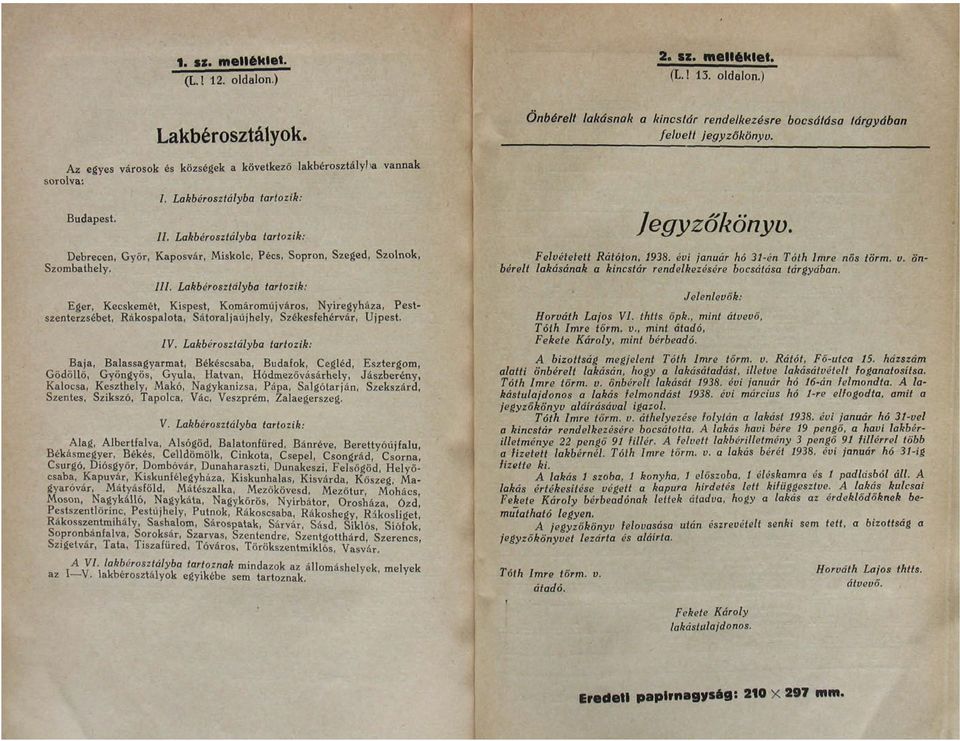 1. sz. melléklet.
(L.! 12. oldalon.)
Lakbérosztályok.
Az egyes városok és községek a következő lakbérosztályba vannak
sorolva:
I. Lakbérosztályba tartozik:
Budapest.
II. Lakbérosztályba tartozik:
Debrecen, Győr, Kaposvár, Miskolc, Pécs, Sopron, Szeged, Szolnok,
Szombathely.
III. Lakbérosztályba tartozik:
Eger, Kecskemét, Kispest, Komáromújváros, Nyiregyháza, Pest-
szenterzsébet, Rákospalota, Sátoraljaújhely, Székesfehérvár, Ujpest.
IV. Lakbérosztályba tartozik:
Baja, Balassagyarmat, Békéscsaba, Budafok, Cegléd, Esztergom,
Gödöllő, Gyöngyös, Gyula, Hatvan, Hódmezővásárhely, Jászberény,
Kalocsa, Keszthely, Makó, Nagykanizsa, Pápa, Salgótarján, Szekszárd,
Szentes, Szikszó, Tapolca, Vác, Veszprém, Zalaegerszeg.
V. Lakbérosztályba tartozik:
Alag, Albertfalva, Alsógöd, Balatonfüred, Bánréve, Berettyóújfalu,
Békásmegyer, Békés, Celldömölk, Cinkota, Csepel, Csongrád, Csorna,
Csurgó, Diósgyőr, Dombóvár, Dunaharaszti, Dunakeszi, Felsőgöd, Helyő-
csaba, Kapuvár, Kiskunfélegyháza, Kiskunhalas, Kisvárda, Kőszeg, Ma-
gyaróvár, Mátyásföld, Mátészalka, Mezőkövesd, Mezőtur, Mohács,
Moson, Nagykálló, Nagykáta, Nagykőrös, Nyirbátor, Orosháza, Ózd,
Pestszentlőrinc, Pestújhely, Putnok, Rákoscsaba, Rákoshegy, Rákosliget,
Rákosszentmihály, Sashalom, Sárospatak, Sárvár, Sásd, Siklós, Siófok,
Sopronbánfalva, Soroksár, Szarvas, Szentendre, Szentgotthárd, Szerencs,
Szigetvár, Tata, Tiszafüred, Tóváros, Törökszentmiklós, Vasvár.
A VI. lakbérosztályba tartoznak mindazok az állomáshelyek, melyek
az I—V. lakbérosztályok egyikébe sem tartoznak.
2. sz. melléklet.
(L.! 13. oldalon.)
Önbérelt lakásnak a kincstár rendelkezésre bocsátása tárgyában
felvett jegyzőkönyv.
Jegyzőkönyv.
Felvétetett Rátóton, 1938. évi január hó 31-én Tóth Imre nős törm. v. ön-
bérelt lakásának a kincstár rendelkezésére bocsátása tárgyában.
Jelenlevők:
Horváth Lajos VI. thtts öpk., mint átvevő,
Tóth Imre törm. v., mint átadó,
Fekete Károly, mint bérbeadó.
A bizottság megjelent Tóth Imre törm. v. Rátót, Fő-utca 15. házszám
alatti önbérelt lakásán, hogy a lakásátadást, illetve lakásátvételt foganatosítsa.
Tóth Imre törm. v. önbérelt lakását 1938. évi január hó 16-án felmondta. A la-
kástulajdonos a lakás felmondást 1938. évi március hó 1-re elfogadta, amit a
jegyzőkönyv aláírásával igazol.
Tóth Imre törm. v. áthelyezése folytán a lakást 1938. évi január hó 31-vel
a kincstár rendelkezésére bocsátotta. A lakás havi bére 19 pengő, a havi lakbér-
illetménye 22 pengő 91 fillér. A felvett lakbérilletmény 3 pengő 91 fillérrel több
a fizetett lakbérnél. Tóth Imre törm. v. a lakás bérét 1938. évi január hó 31-ig
fizette ki.
A lakás 1 szoba, 1 konyha, 1 előszoba, 1 éléskamra és 1 padlásból áll. A
lakás értékesítése végett a kapura hirdetés lett kifüggesztve. A lakás kulcsai
Fekete Károly bérbeadónak lettek átadva, hogy a lakás az érdeklődőknek be-
mutatható legyen.
A jegyzőkönyv felovasása után észrevételt senki sem tett, a bizottság a
jegyzőkönyvet lezárta és aláírta.
Tóth Imre törm. v.
átadó.
Horváth Lajos thtts.
átvevő.
Fekete Károly
lakástulajdonos.
Eredeti papirnagyság: 210 × 297 mm.